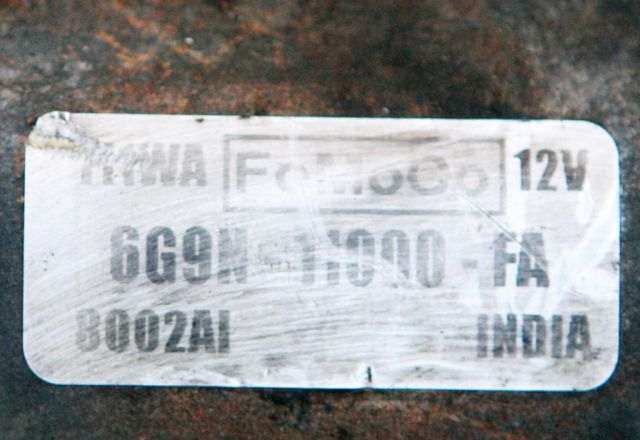 FoMoCo 12V
6G9N-11000-FA
8002AI INDIA